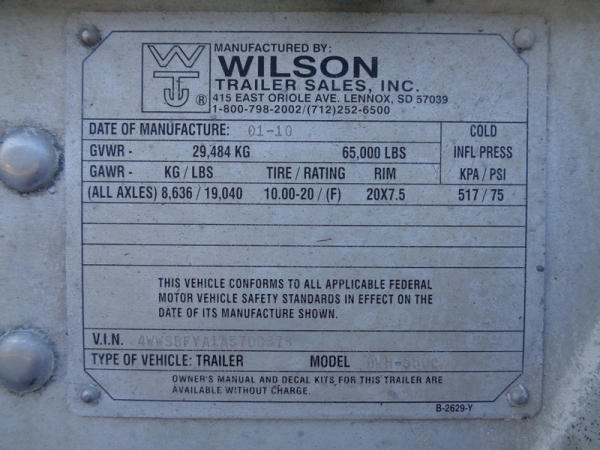 MANUFACTURED BY:
WILSON
TRAILER SALES, INC.
415 EAST ORIOLE AVE. LENNOX, SD 57039
1-800-798-2002/(712)252-6500
W T ®
DATE OF MANUFACTURE: 01-10 COLD
GVWR - 29,484 KG 65,000 LBS INFL PRESS
GAWR - KG / LBS TIRE / RATING RIM KPA / PSI
(ALL AXLES) 8,636 / 19,040 10.00-20 / (F) 20X7.5 517 / 75
THIS VEHICLE CONFORMS TO ALL APPLICABLE FEDERAL
MOTOR VEHICLE SAFETY STANDARDS IN EFFECT ON THE
DATE OF ITS MANUFACTURE SHOWN.
V.I.N.
TYPE OF VEHICLE: TRAILER MODEL
OWNER'S MANUAL AND DECAL KITS FOR THIS TRAILER ARE
AVAILABLE WITHOUT CHARGE.
B-2629-Y